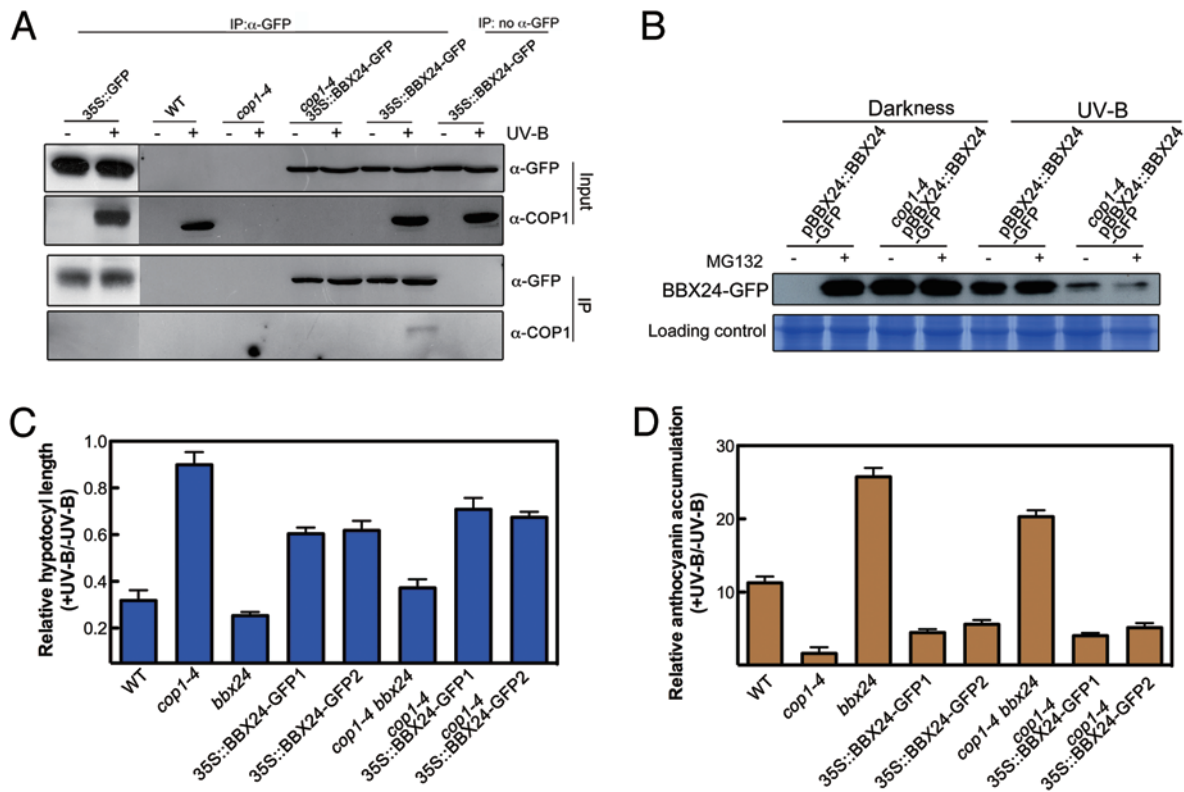 A
IP:α-GFP
IP: no α-GFP
35S::GFP
WT
cop1-4
cop1-4
35S::BBX24-GFP
35S::BBX24-GFP
35S::BBX24-GFP
- + - + - + - + - + - + UV-B
α-GFP
α-COP1
Input
α-GFP
α-COP1
IP
B
Darkness
UV-B
pBBX24::BBX24
-GFP
cop1-4
pBBX24::BBX24
-GFP
pBBX24::BBX24
-GFP
cop1-4
pBBX24::BBX24
-GFP
MG132 - + - + - + - +
BBX24-GFP
Loading control
C
Relative hypotocyl length
(+UV-B/-UV-B)
1.0
0.8
0.6
0.4
0.2
WT
cop1-4
bbx24
35S::BBX24-GFP1
35S::BBX24-GFP2
cop1-4 bbx24
cop1-4
35S::BBX24-GFP1
cop1-4
35S::BBX24-GFP2
D
Relative anthocyanin accumulation
(+UV-B/-UV-B)
30
20
10
WT
cop1-4
bbx24
35S::BBX24-GFP1
35S::BBX24-GFP2
cop1-4 bbx24
cop1-4
35S::BBX24-GFP1
cop1-4
35S::BBX24-GFP2